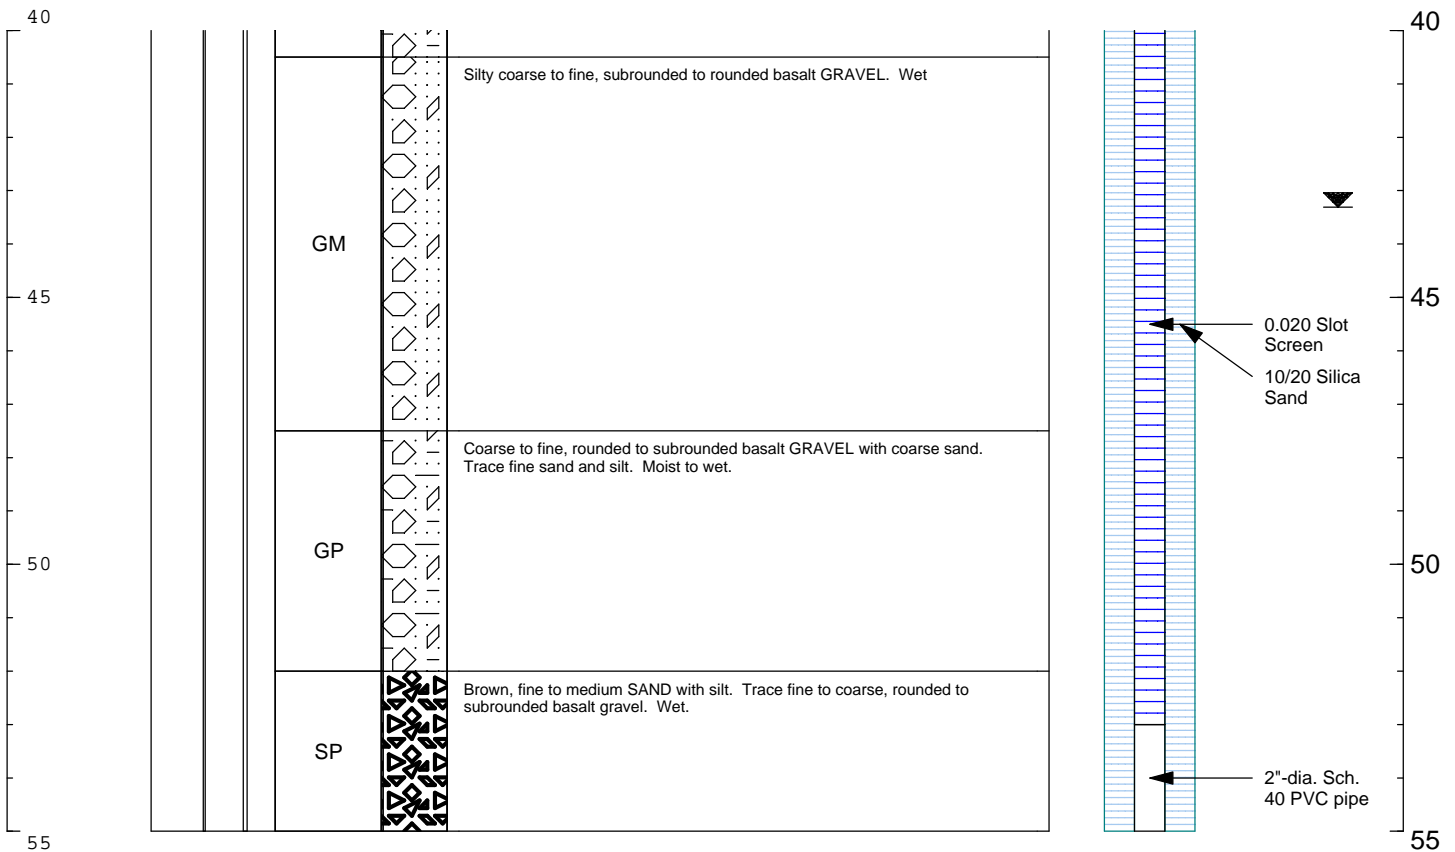 40
40
Silty coarse to fine, subrounded to rounded basalt GRAVEL.  Wet
GM
45
45
0.020 Slot
Screen
10/20 Silica
Sand
Coarse to fine, rounded to subrounded basalt GRAVEL with coarse sand.
Trace fine sand and silt.  Moist to wet.
GP
50
50
Brown, fine to medium SAND with silt.  Trace fine to coarse, rounded to
subrounded basalt gravel.  Wet.
SP
2"-dia. Sch.
40 PVC pipe
55
55